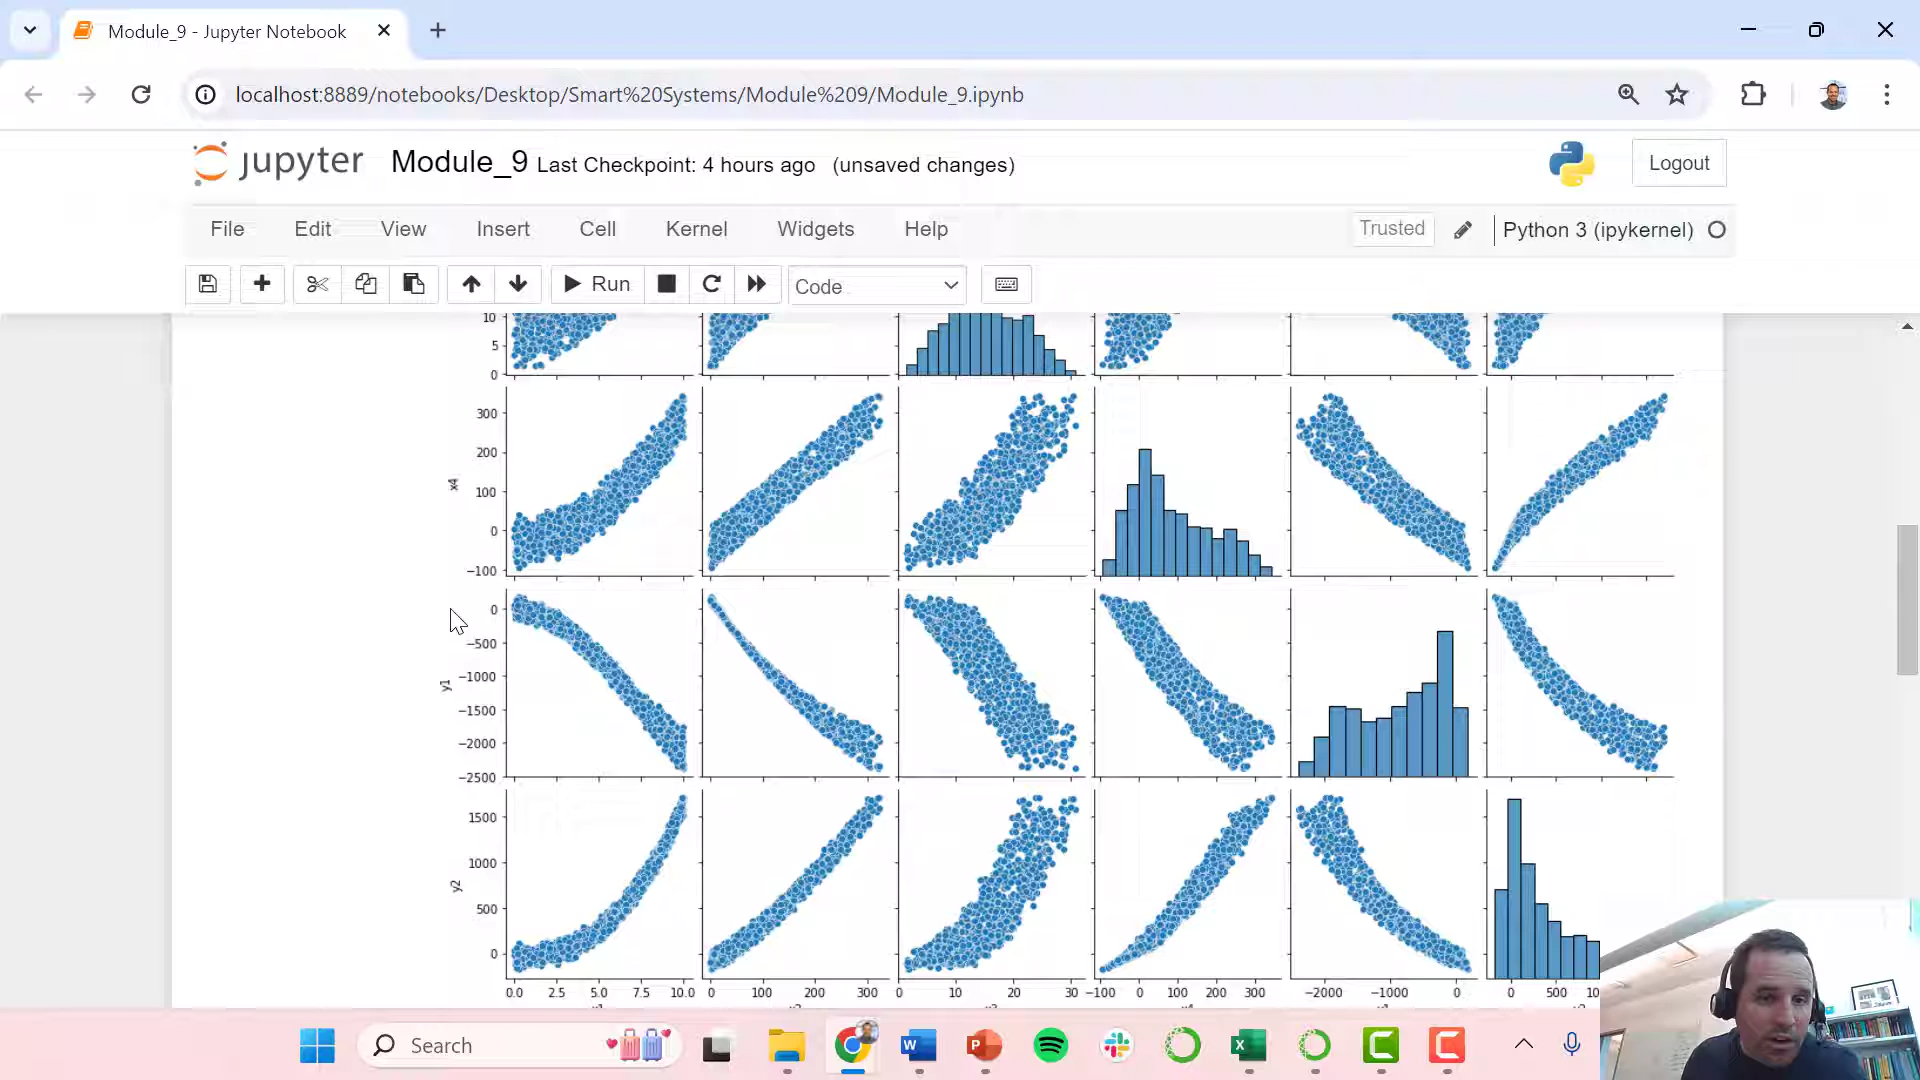 Module_9 - Jupyter Notebook
localhost:8889/notebooks/Desktop/Smart%20Systems/Module%209/Module_9.ipynb
jupyter Module_9 Last Checkpoint: 4 hours ago (unsaved changes)
Logout
File Edit View Insert Cell Kernel Widgets Help
Trusted
Python 3 (ipykernel)
Run
Code
10
5
0
x4
300
200
100
0
−100
y1
0
−500
−1000
−1500
−2000
−2500
y2
1500
1000
500
0
0.0 2.5 5.0 7.5 10.0 0 100 200 300 0 10 20 30 −100 0 100 200 300 −2000 −1000 0 0 500
Search